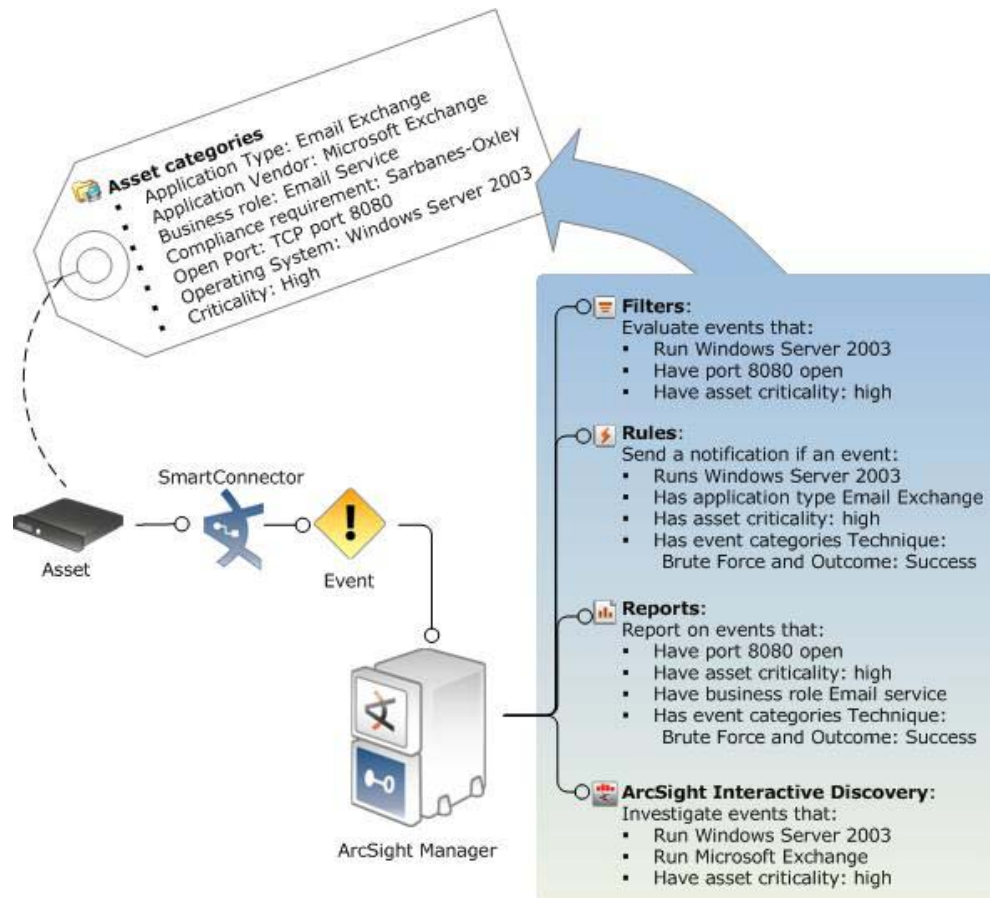 Asset categories
▪ Application Type: Email Exchange
▪ Application Vendor: Microsoft Exchange
▪ Business role: Email Service
▪ Compliance requirement: Sarbanes-Oxley
▪ Open Port: TCP port 8080
▪ Operating System: Windows Server 2003
▪ Criticality: High
Filters:
Evaluate events that:
▪ Run Windows Server 2003
▪ Have port 8080 open
▪ Have asset criticality: high
Rules:
Send a notification if an event:
▪ Runs Windows Server 2003
▪ Has application type Email Exchange
▪ Has asset criticality: high
▪ Has event categories Technique:
Brute Force and Outcome: Success
SmartConnector
Asset
Event
Reports:
Report on events that:
▪ Have port 8080 open
▪ Have asset criticality: high
▪ Have business role Email service
▪ Has event categories Technique:
Brute Force and Outcome: Success
ArcSight Manager
ArcSight Interactive Discovery:
Investigate events that:
▪ Run Windows Server 2003
▪ Run Microsoft Exchange
▪ Have asset criticality: high